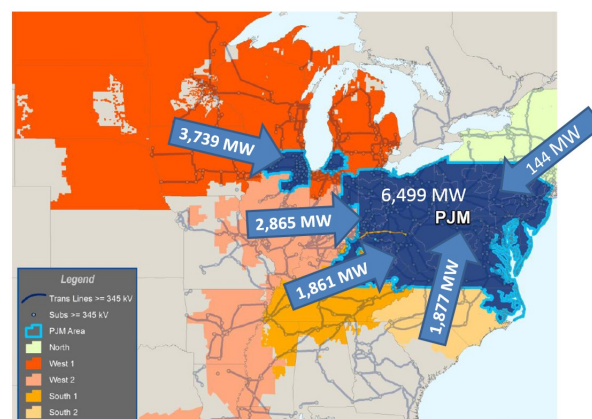 3,739 MW
144 MW
6,499 MW
PJM
2,865 MW
1,861 MW
1,877 MW
Legend
Trans Lines >= 345 kV
Subs >= 345 kV
PJM Area
North
West 1
West 2
South 1
South 2